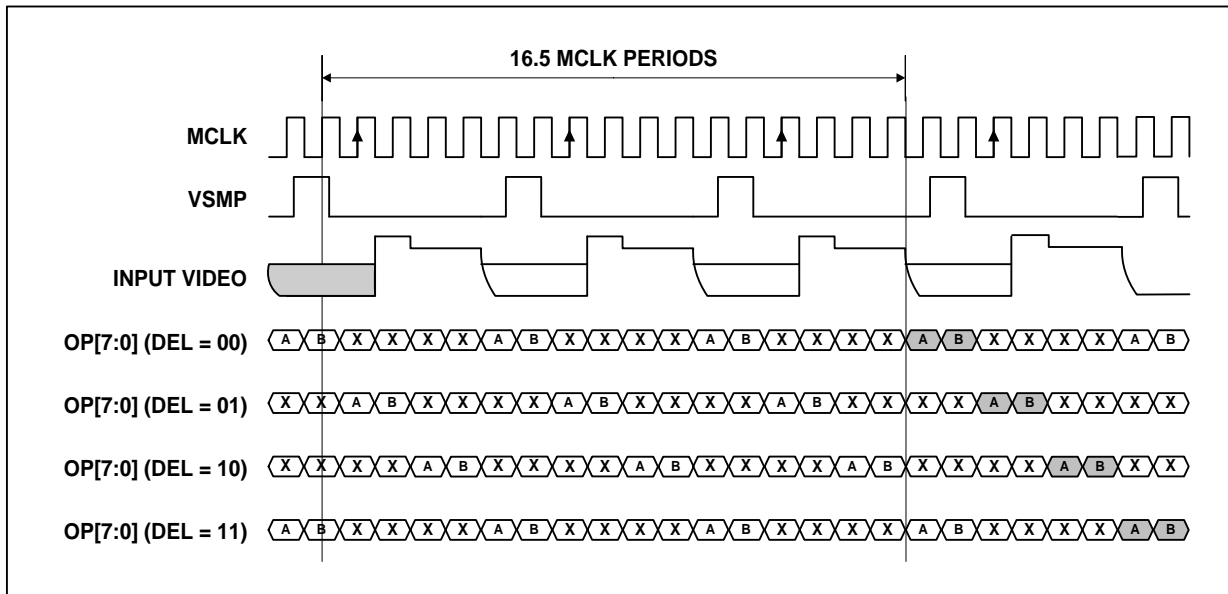 16.5 MCLK PERIODS
MCLK
VSMP
INPUT VIDEO
OP[7:0] (DEL = 00) A B X X X X A B X X X X A B X X X X A B X X X X A B
OP[7:0] (DEL = 01) X X A B X X X X A B X X X X A B X X X X A B X X X X
OP[7:0] (DEL = 10) X X X X A B X X X X A B X X X X A B X X X X A B X X
OP[7:0] (DEL = 11) A B X X X X A B X X X X A B X X X X A B X X X X A B